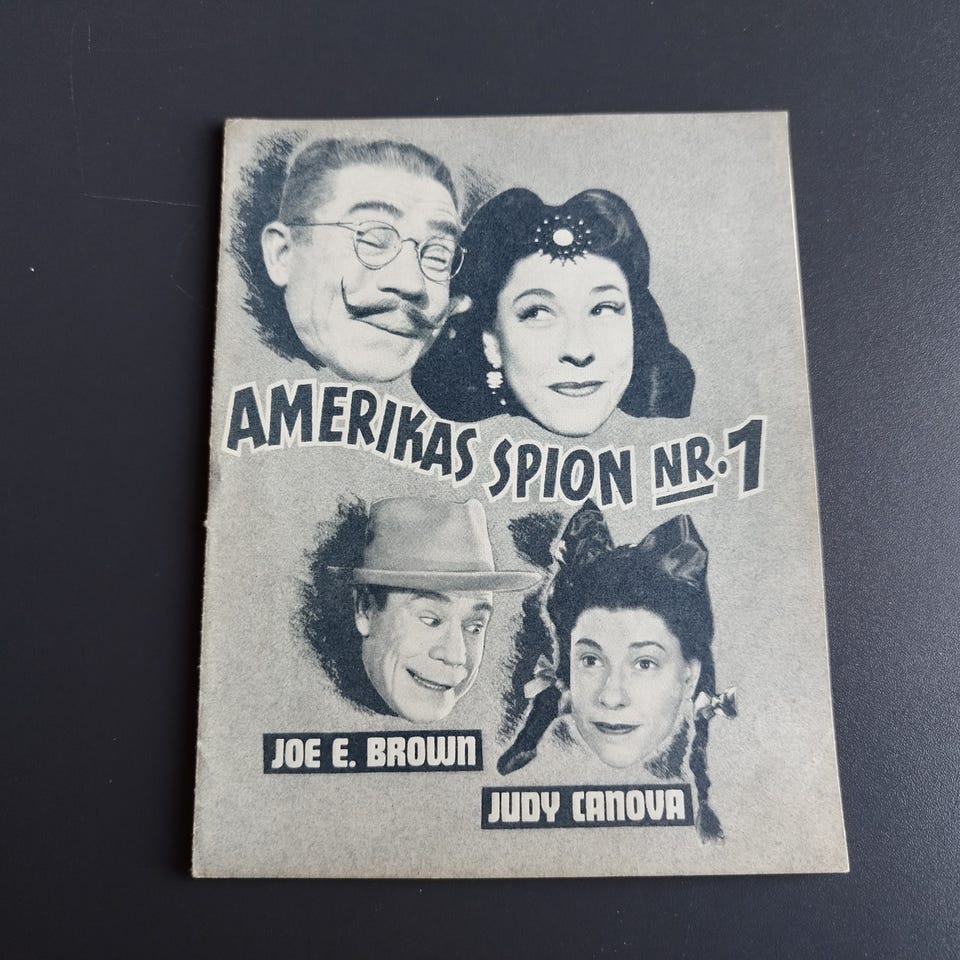 AMERIKAS SPION NR. 1
JOE E. BROWN
JUDY CANOVA